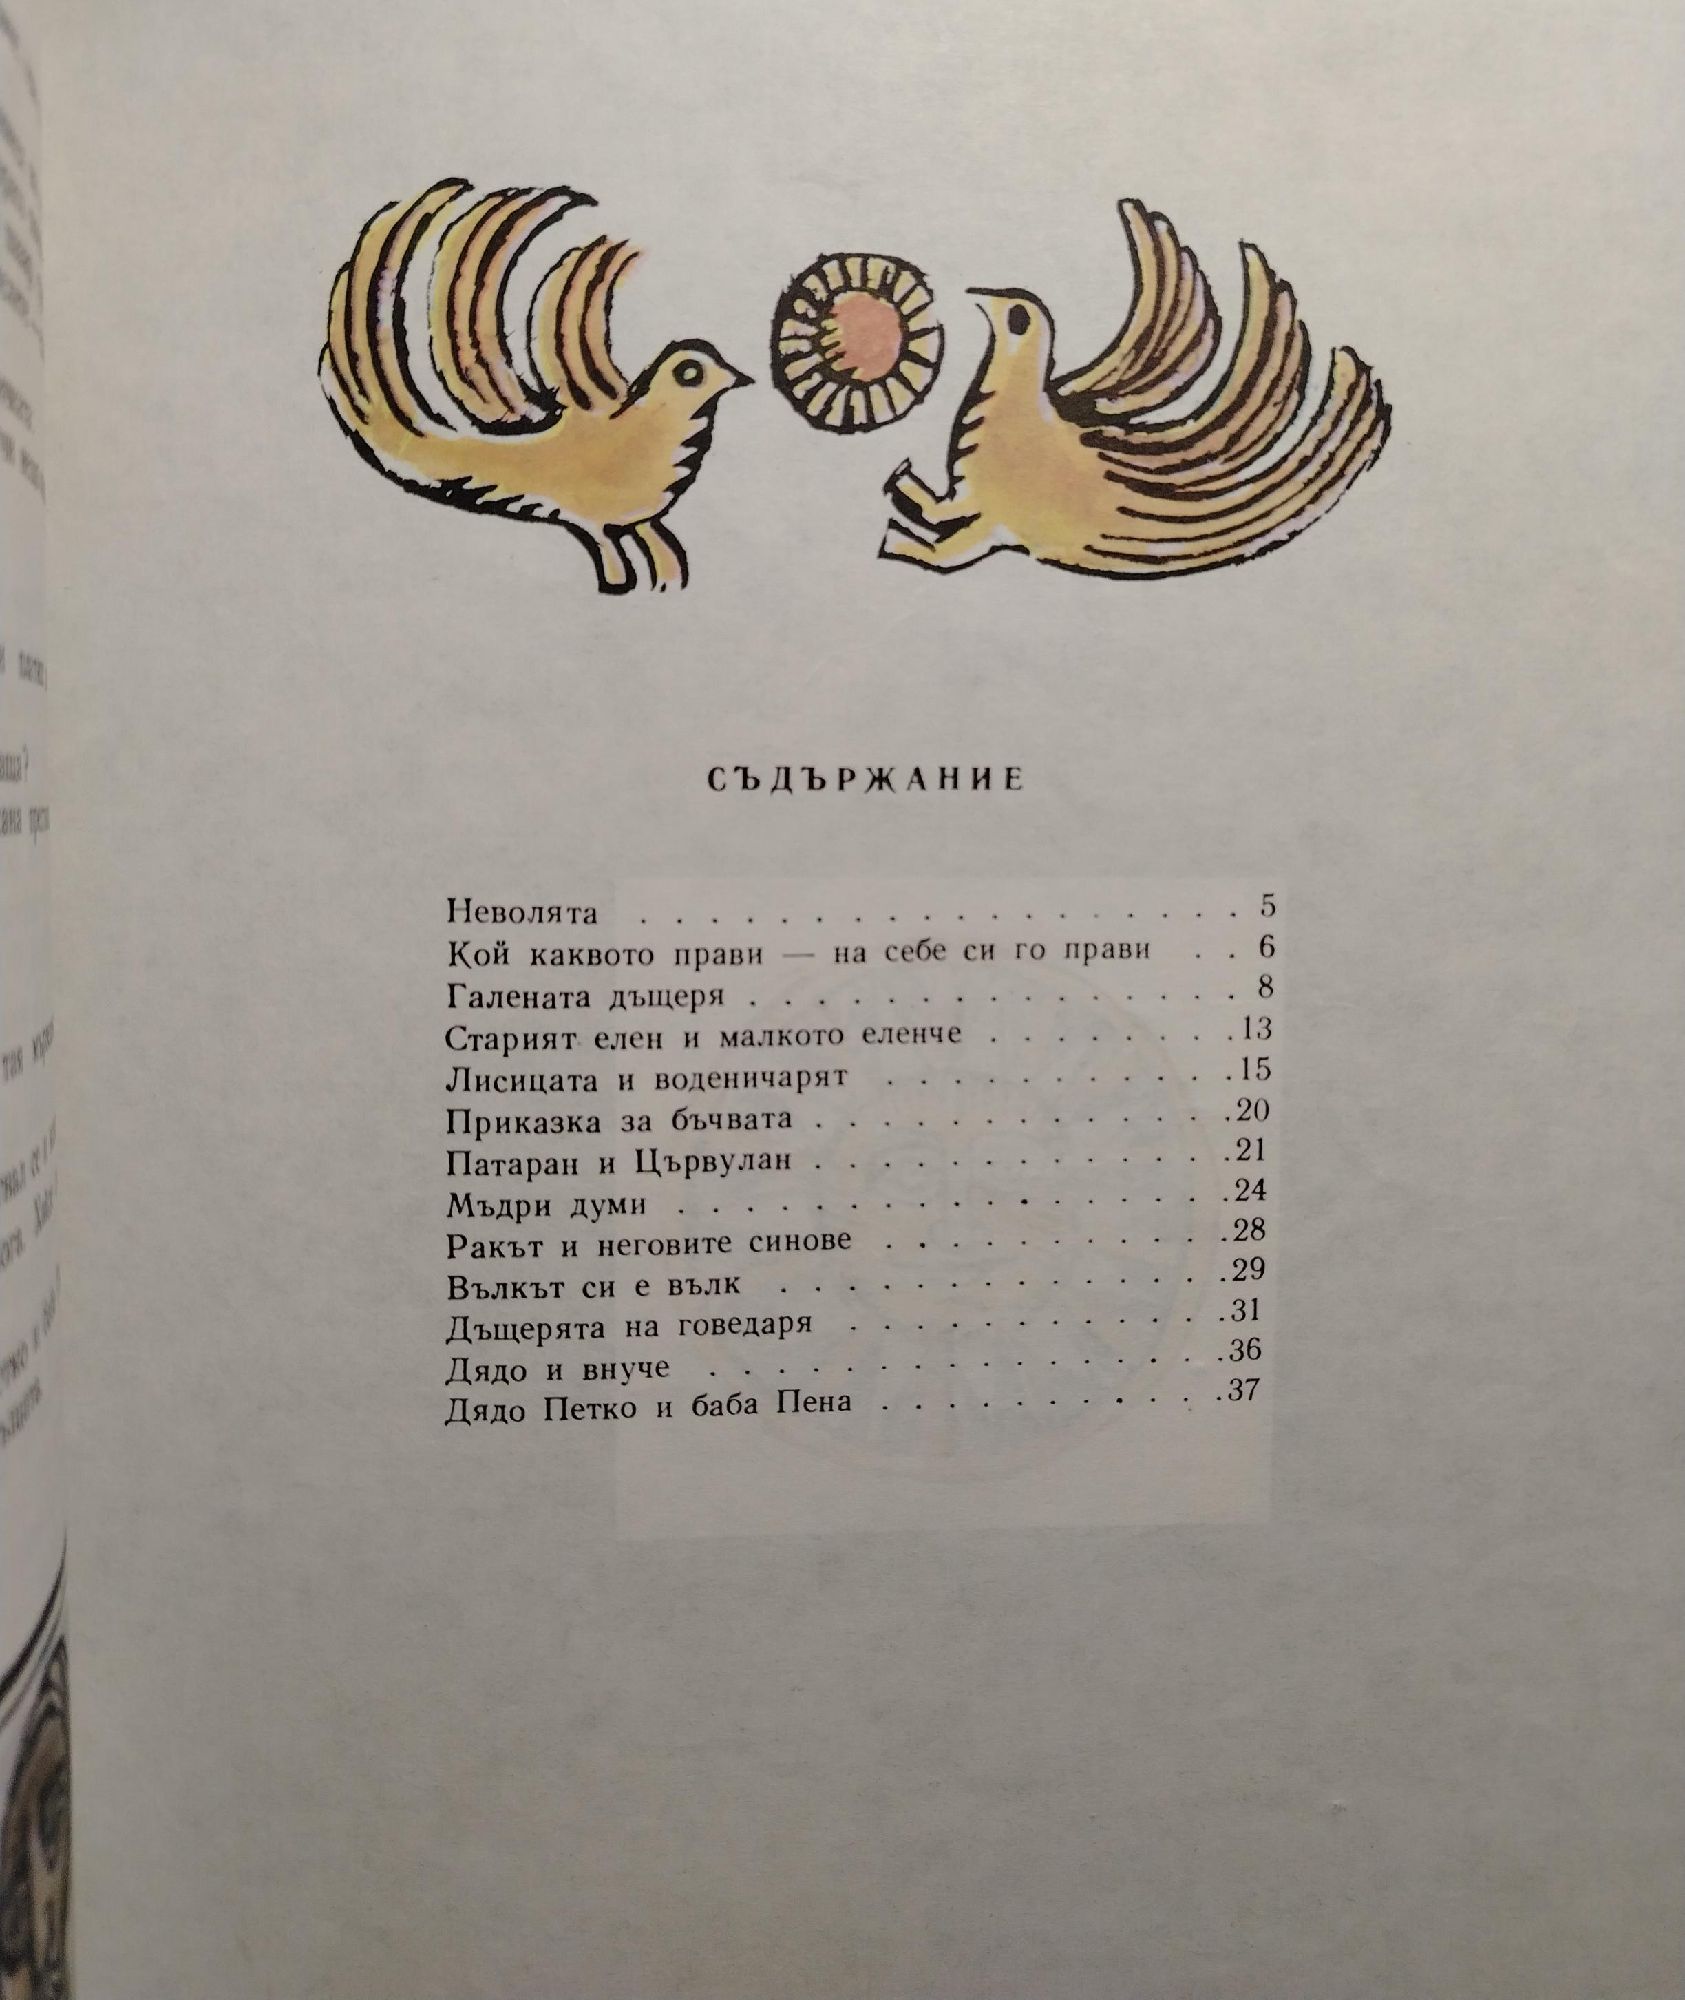 СЪДЪРЖАНИЕ
Неволята . . . . . . . . . . . . . . . . . . 5
Кой каквото прави — на себе си го прави . . 6
Галената дъщеря . . . . . . . . . . . . . . . 8
Старият елен и малкото еленче . . . . . . . . 13
Лисицата и воденичарят . . . . . . . . . . . 15
Приказка за бъчвата . . . . . . . . . . . . . 20
Патаран и Цървулан . . . . . . . . . . . . . 21
Мъдри думи . . . . . . . . . . . . . . . . 24
Ракът и неговите синове . . . . . . . . . . . 28
Вълкът си е вълк . . . . . . . . . . . . . . 29
Дъщерята на говедаря . . . . . . . . . . . . 31
Дядо и внуче . . . . . . . . . . . . . . . . 36
Дядо Петко и баба Пена . . . . . . . . . . . 37